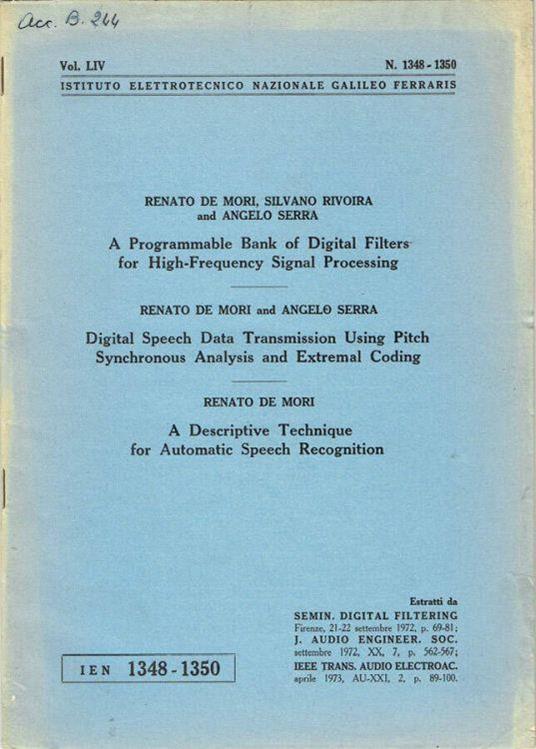 Acc. B. 244
Vol. LIV N. 1348 - 1350
ISTITUTO ELETTROTECNICO NAZIONALE GALILEO FERRARIS
RENATO DE MORI, SILVANO RIVOIRA
and ANGELO SERRA
A Programmable Bank of Digital Filters
for High-Frequency Signal Processing
RENATO DE MORI and ANGELO SERRA
Digital Speech Data Transmission Using Pitch
Synchronous Analysis and Extremal Coding
RENATO DE MORI
A Descriptive Technique
for Automatic Speech Recognition
Estratti da
SEMIN. DIGITAL FILTERING
Firenze, 21-22 settembre 1972, p. 69-81;
J. AUDIO ENGINEER. SOC.
settembre 1972, XX, 7, p. 562-567;
IEEE TRANS. AUDIO ELECTROAC.
aprile 1973, AU-XXI, 2, p. 89-100.
IEN 1348 - 1350